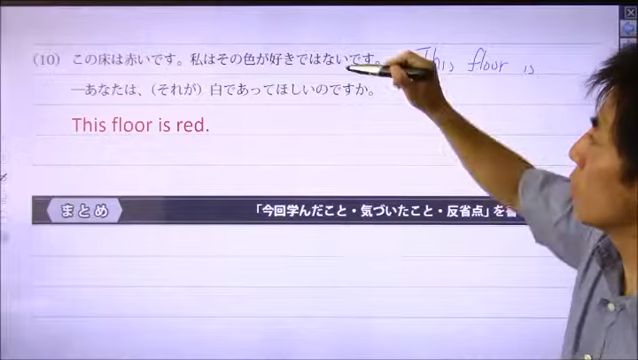 (10) この床は赤いです。私はその色が好きではないです。
This floor is
―あなたは、(それが) 白であってほしいのですか。
This floor is red.
まとめ 「今回学んだこと・気づいたこと・反省点」を書